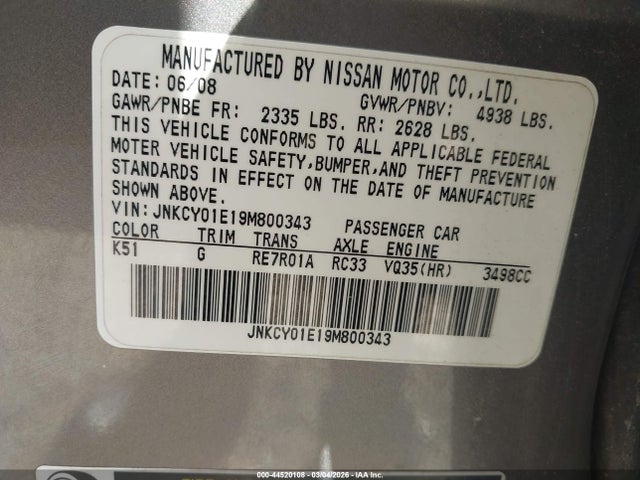 MANUFACTURED BY NISSAN MOTOR CO.,LTD.
DATE: 06/08 GVWR/PNBV: 4938 LBS.
GAWR/PNBE FR: 2335 LBS. RR: 2628 LBS.
THIS VEHICLE CONFORMS TO ALL APPLICABLE FEDERAL
MOTOR VEHICLE SAFETY,BUMPER,AND THEFT PREVENTION
STANDARDS IN EFFECT ON THE DATE OF MANUFACTURE
SHOWN ABOVE.
VIN: JNKCY01E19M800343 PASSENGER CAR
COLOR TRIM TRANS AXLE ENGINE
K51 G RE7R01A RC33 VQ35(HR) 3498CC
JNKCY01E19M800343
000-44520108 - 03/04/2026 - IAA Inc.